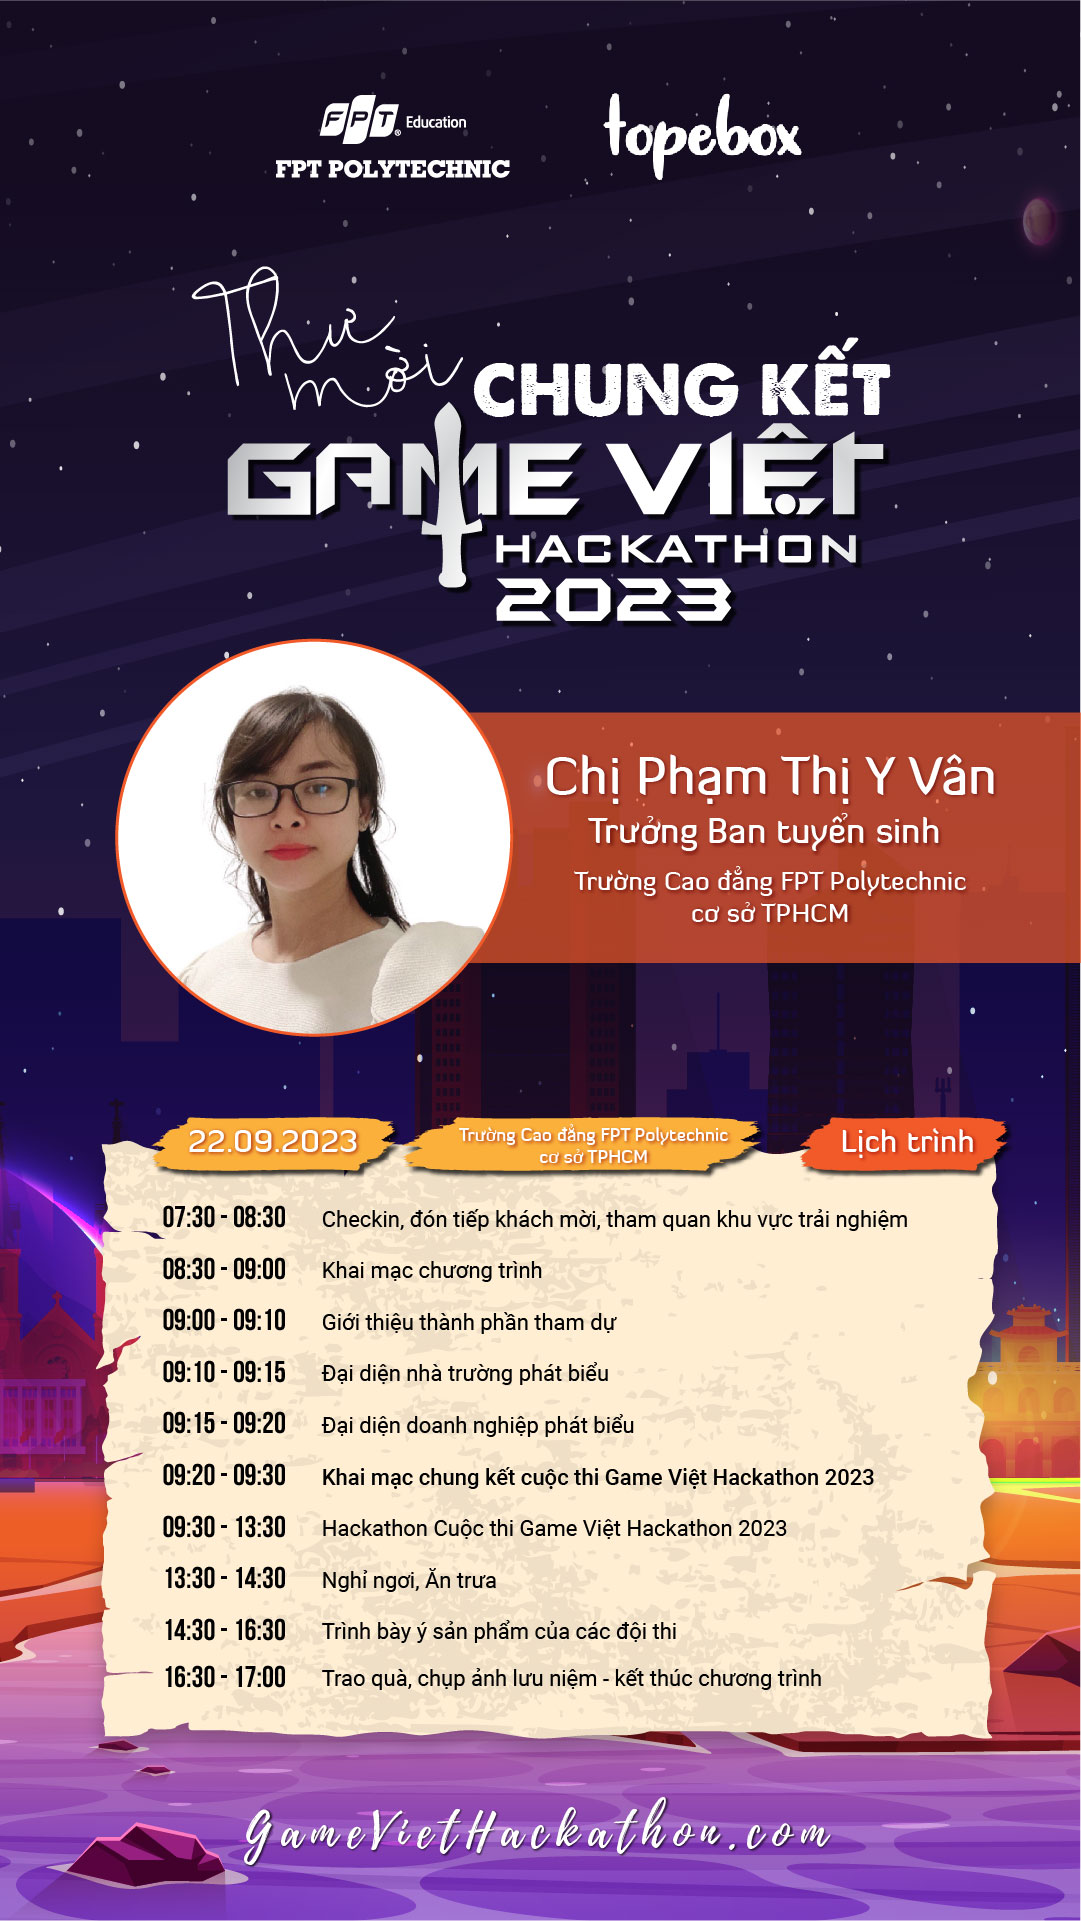 FPT Education
FPT POLYTECHNIC
topebox
Thư mời
CHUNG KẾT
GAME VIỆT
HACKATHON
2023
Chị Phạm Thị Y Vân
Trưởng Ban tuyển sinh
Trường Cao đẳng FPT Polytechnic
cơ sở TPHCM
22.09.2023
Trường Cao đẳng FPT Polytechnic
cơ sở TPHCM
Lịch trình
07:30 - 08:30 Checkin, đón tiếp khách mời, tham quan khu vực trải nghiệm
08:30 - 09:00 Khai mạc chương trình
09:00 - 09:10 Giới thiệu thành phần tham dự
09:10 - 09:15 Đại diện nhà trường phát biểu
09:15 - 09:20 Đại diện doanh nghiệp phát biểu
09:20 - 09:30 Khai mạc chung kết cuộc thi Game Việt Hackathon 2023
09:30 - 13:30 Hackathon Cuộc thi Game Việt Hackathon 2023
13:30 - 14:30 Nghỉ ngơi, Ăn trưa
14:30 - 16:30 Trình bày ý sản phẩm của các đội thi
16:30 - 17:00 Trao quà, chụp ảnh lưu niệm - kết thúc chương trình
GameVietHackathon.com